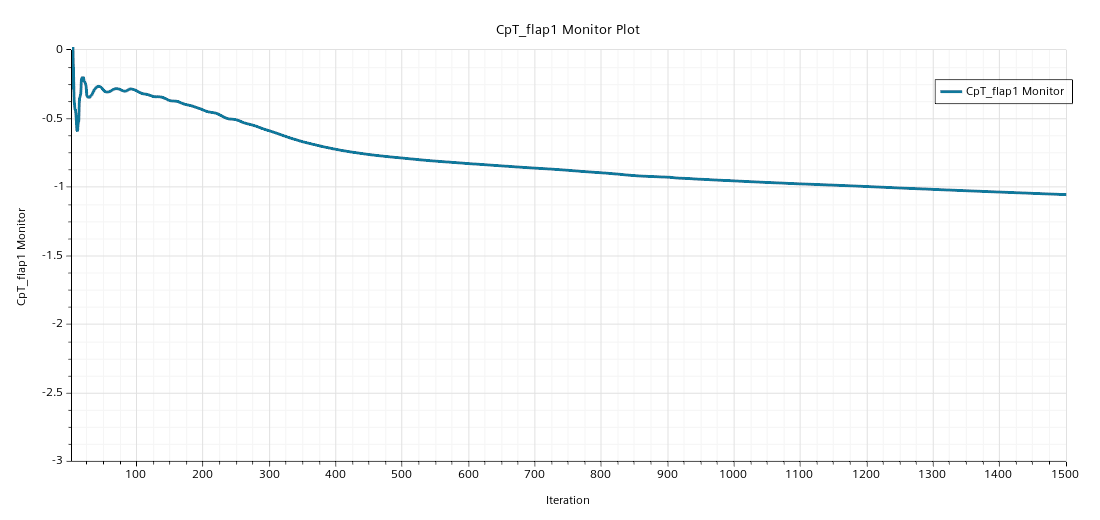 CpT_flap1 Monitor Plot
CpT_flap1 Monitor
0
-0.5
-1
-1.5
-2
-2.5
-3
CpT_flap1 Monitor
100 200 300 400 500 600 700 800 900 1000 1100 1200 1300 1400 1500
Iteration